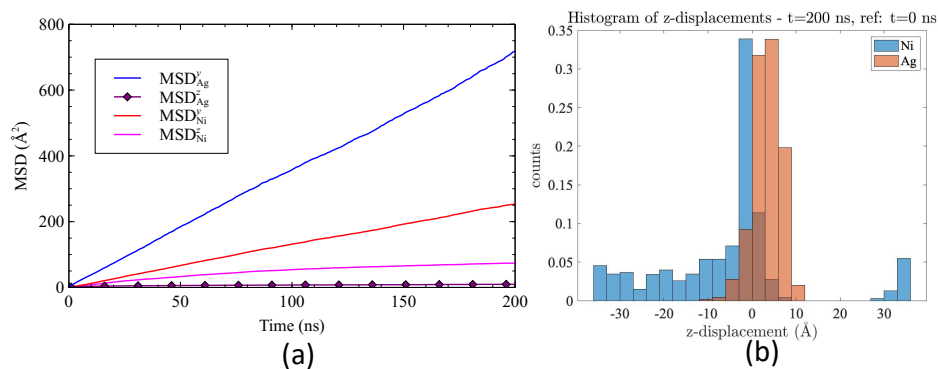 800
600
400
200
0
MSD (Å²)
MSD^y_Ag
MSD^z_Ag
MSD^y_Ni
MSD^z_Ni
0 50 100 150 200
Time (ns)
(a)
Histogram of z-displacements - t=200 ns, ref: t=0 ns
Ni
Ag
0.35
0.3
0.25
0.2
0.15
0.1
0.05
0
counts
-30 -20 -10 0 10 20 30
z-displacement (Å)
(b)